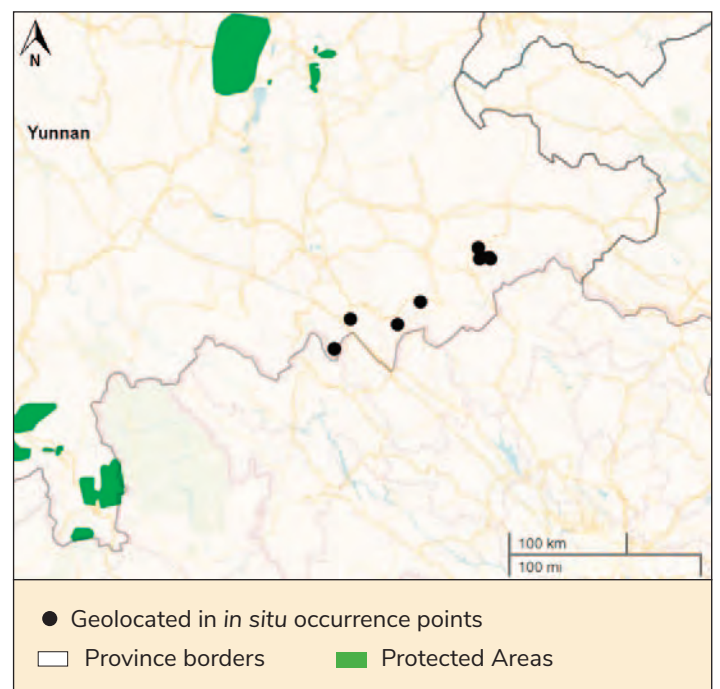 N
Yunnan
100 km
100 mi
Geolocated in in situ occurrence points
Province borders
Protected Areas